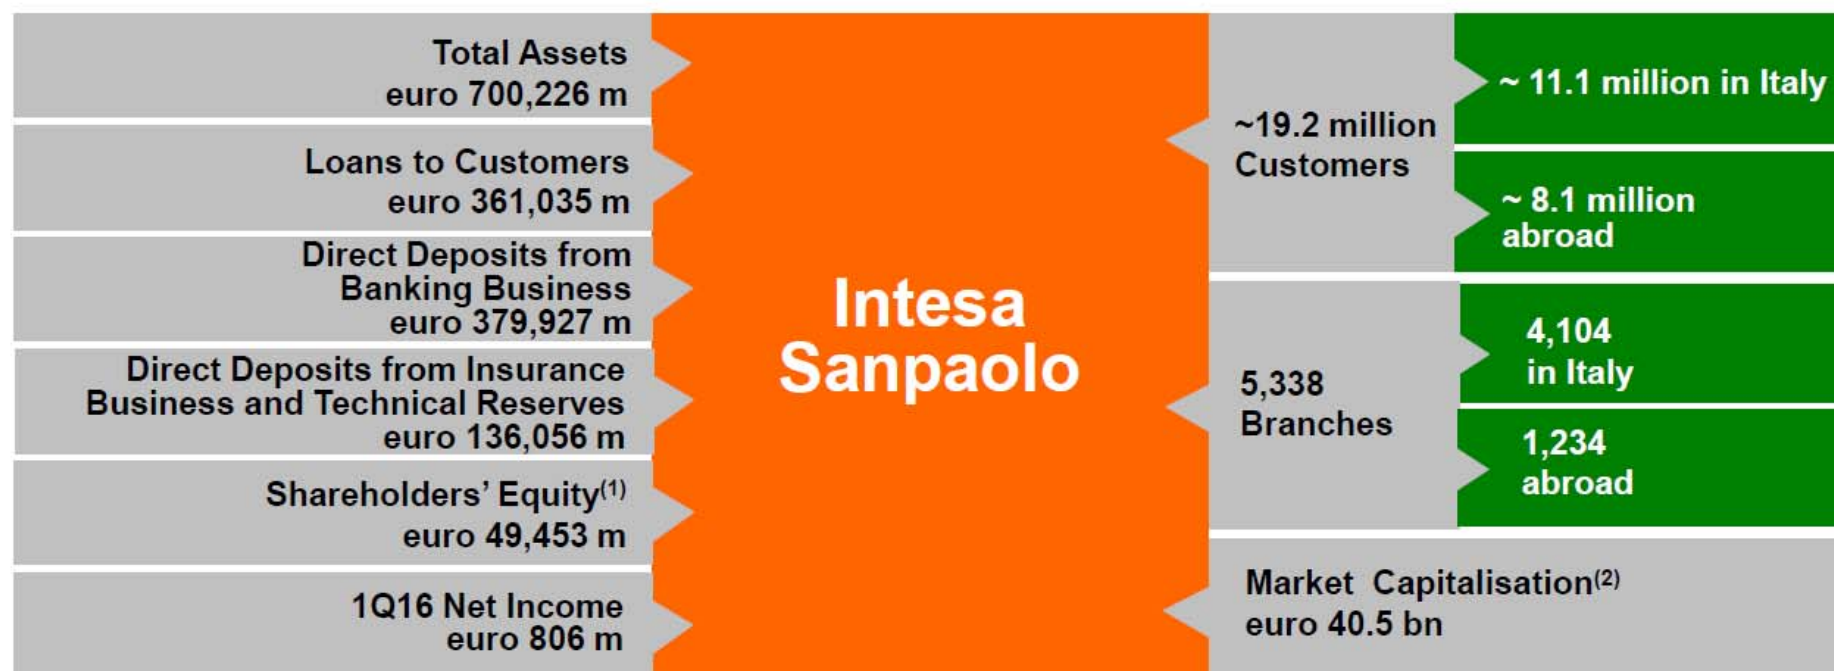 Total Assets
euro 700,226 m
Loans to Customers
euro 361,035 m
Direct Deposits from
Banking Business
euro 379,927 m
Direct Deposits from Insurance
Business and Technical Reserves
euro 136,056 m
Shareholders’ Equity(1)
euro 49,453 m
1Q16 Net Income
euro 806 m
Intesa
Sanpaolo
~19.2 million
Customers
~ 11.1 million in Italy
~ 8.1 million
abroad
5,338
Branches
4,104
in Italy
1,234
abroad
Market Capitalisation(2)
euro 40.5 bn